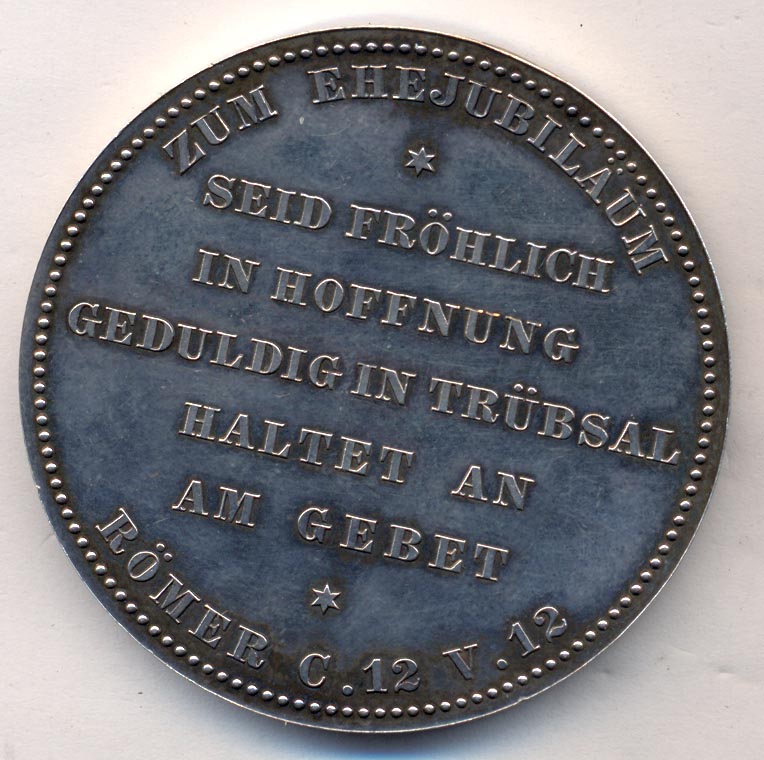 ZUM EHEJUBILÄUM
SEID FRÖHLICH
IN HOFFNUNG
GEDULDIG IN TRÜBSAL
HALTET AN
AM GEBET
RÖMER C.12 V.12